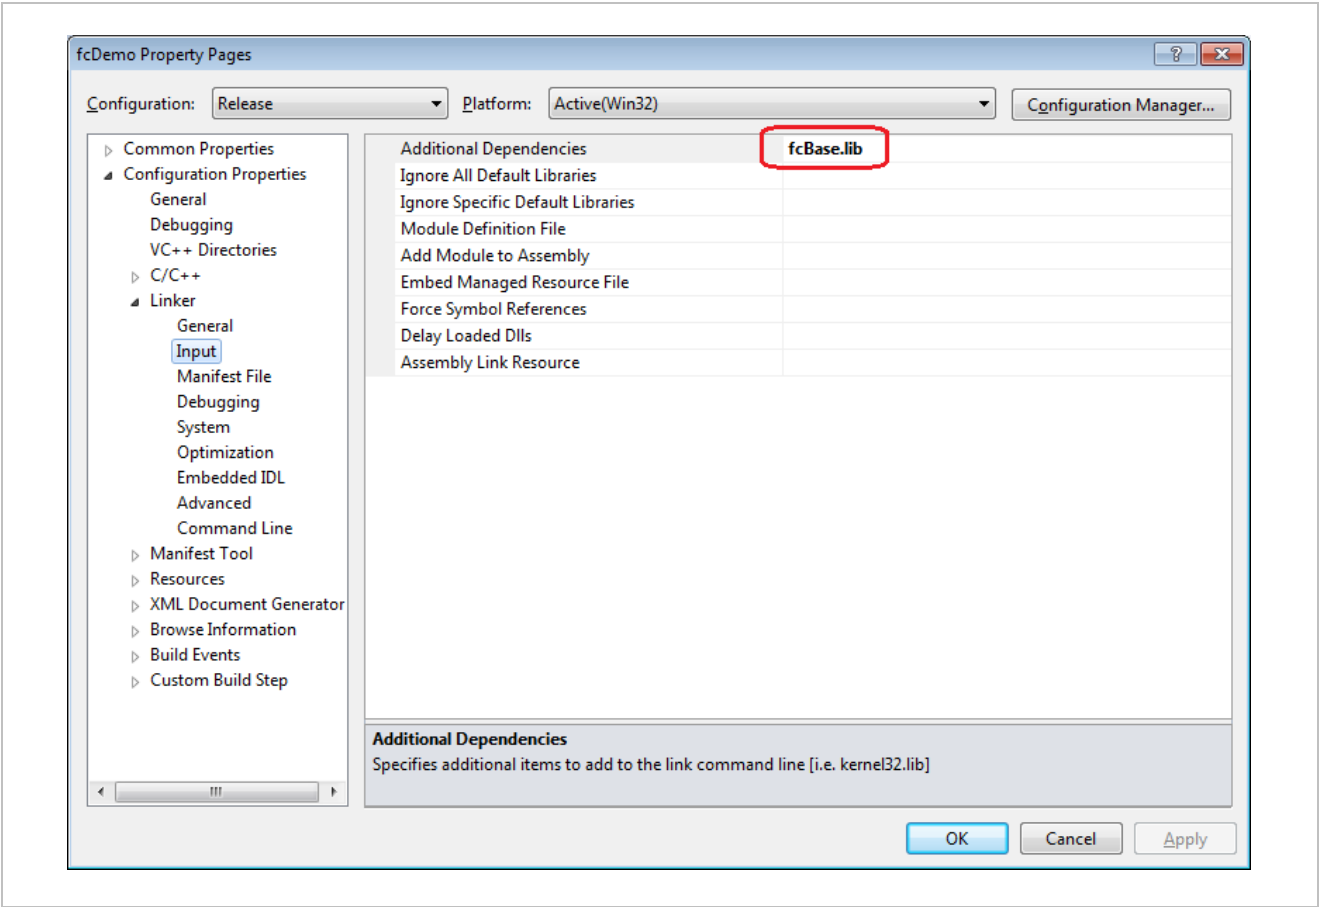 fcDemo Property Pages
Configuration: Release Platform: Active(Win32) Configuration Manager...
Common Properties
Configuration Properties
General
Debugging
VC++ Directories
C/C++
Linker
General
Input
Manifest File
Debugging
System
Optimization
Embedded IDL
Advanced
Command Line
Manifest Tool
Resources
XML Document Generator
Browse Information
Build Events
Custom Build Step
Additional Dependencies fcBase.lib
Ignore All Default Libraries
Ignore Specific Default Libraries
Module Definition File
Add Module to Assembly
Embed Managed Resource File
Force Symbol References
Delay Loaded Dlls
Assembly Link Resource
Additional Dependencies
Specifies additional items to add to the link command line [i.e. kernel32.lib]
OK Cancel Apply